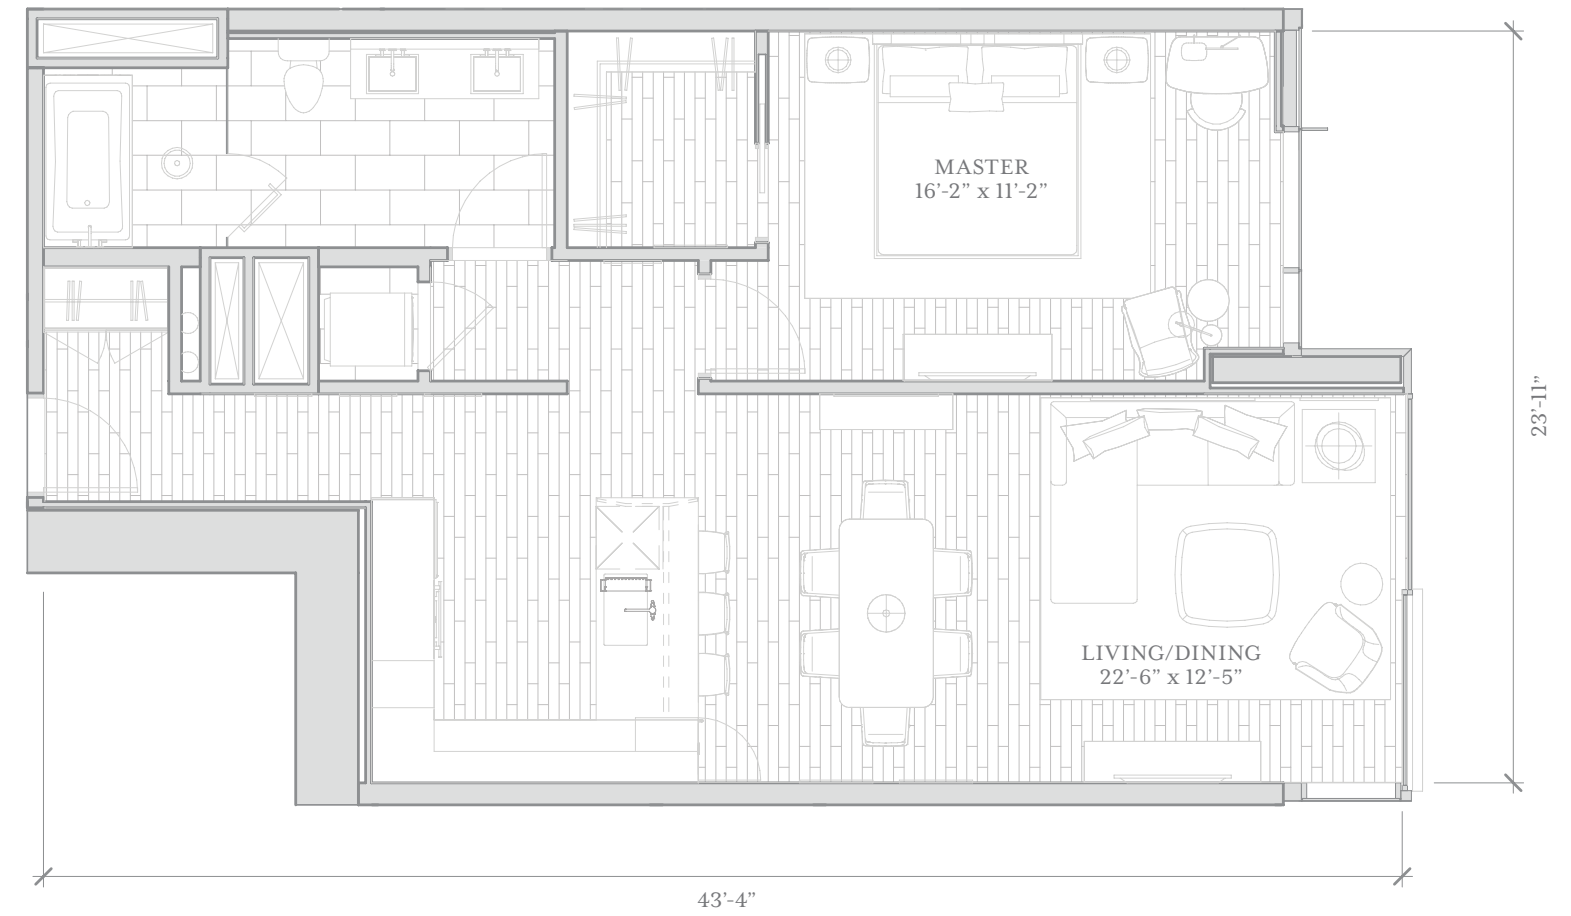 MASTER
16’-2” x 11’-2”
23’-11”
LIVING/DINING
22’-6” x 12’-5”
43’-4”